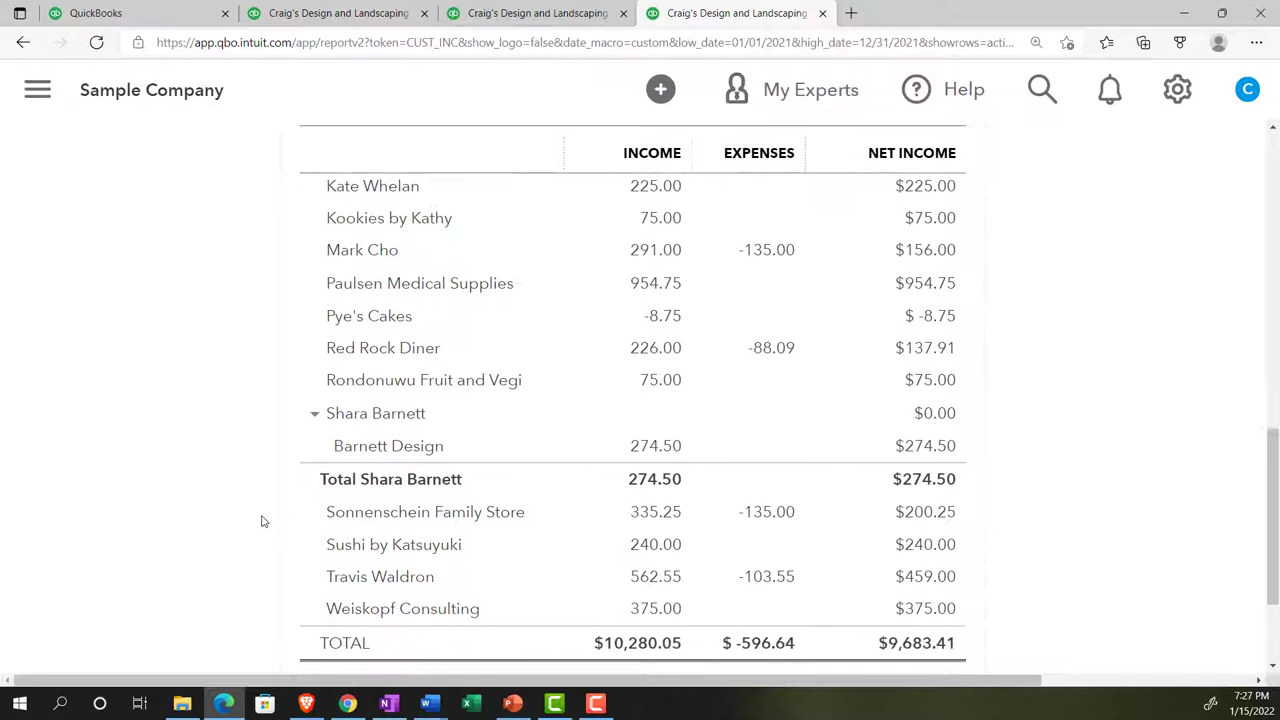 QuickBooks
Craig's Design and Landscaping
Craig's Design and Landscaping
Craig's Design and Landscaping
https://app.qbo.intuit.com/app/reportv2?token=CUST_INC&show_logo=false&date_macro=custom&low_date=01/01/2021&high_date=12/31/2021&showrows=acti...
Sample Company
My Experts
Help
C
INCOME EXPENSES NET INCOME
Kate Whelan 225.00 $225.00
Kookies by Kathy 75.00 $75.00
Mark Cho 291.00 -135.00 $156.00
Paulsen Medical Supplies 954.75 $954.75
Pye's Cakes -8.75 $ -8.75
Red Rock Diner 226.00 -88.09 $137.91
Rondonuwu Fruit and Vegi 75.00 $75.00
Shara Barnett $0.00
Barnett Design 274.50 $274.50
Total Shara Barnett 274.50 $274.50
Sonnenschein Family Store 335.25 -135.00 $200.25
Sushi by Katsuyuki 240.00 $240.00
Travis Waldron 562.55 -103.55 $459.00
Weiskopf Consulting 375.00 $375.00
TOTAL $10,280.05 $ -596.64 $9,683.41
7:27 PM
1/15/2022